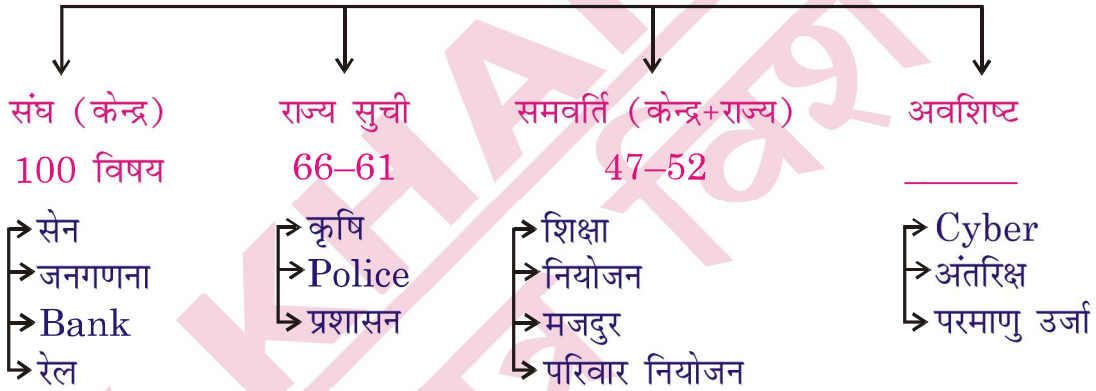 संघ (केन्द्र)
100 विषय
सेन
जनगणना
Bank
रेल
राज्य सुची
66–61
कृषि
Police
प्रशासन
समवर्ति (केन्द्र+राज्य)
47–52
शिक्षा
नियोजन
मजदुर
परिवार नियोजन
अवशिष्ट
Cyber
अंतरिक्ष
परमाणु उर्जा